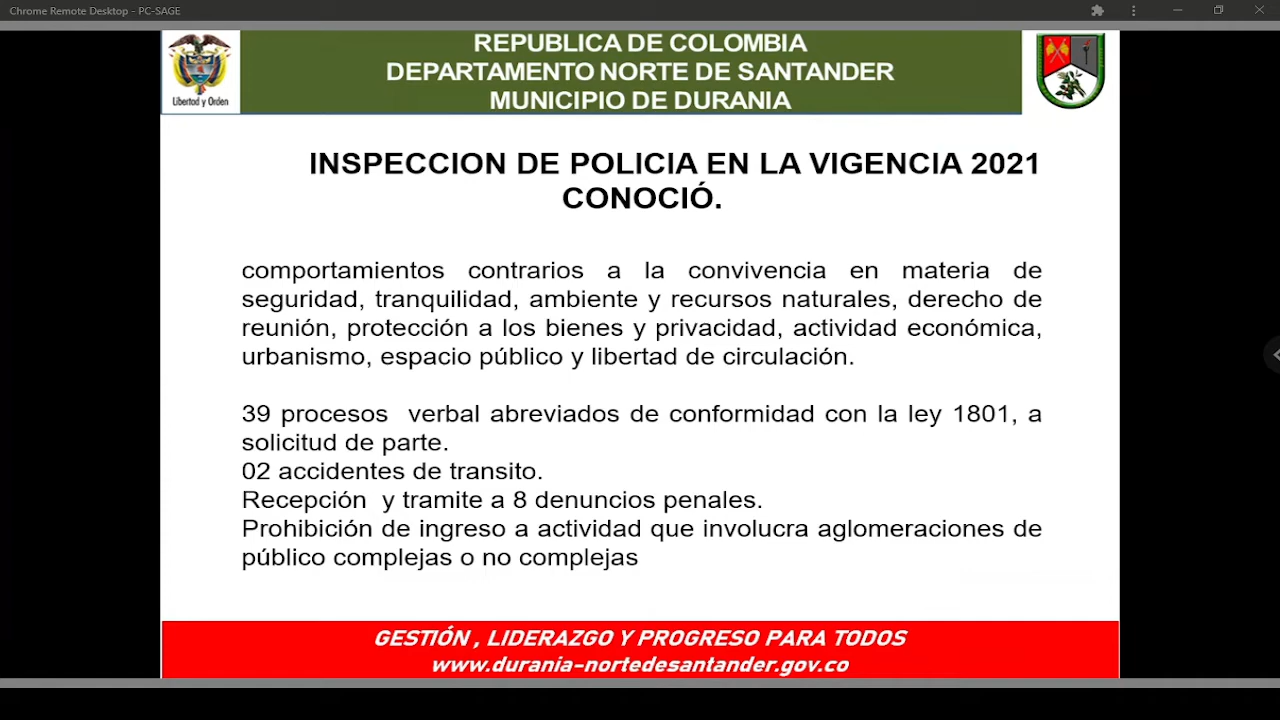 Chrome Remote Desktop - PC-SAGE
REPUBLICA DE COLOMBIA
DEPARTAMENTO NORTE DE SANTANDER
MUNICIPIO DE DURANIA
Libertad y Orden
INSPECCION DE POLICIA EN LA VIGENCIA 2021
CONOCIÓ.
comportamientos contrarios a la convivencia en materia de
seguridad, tranquilidad, ambiente y recursos naturales, derecho de
reunión, protección a los bienes y privacidad, actividad económica,
urbanismo, espacio público y libertad de circulación.
39 procesos verbal abreviados de conformidad con la ley 1801, a
solicitud de parte.
02 accidentes de transito.
Recepción y tramite a 8 denuncios penales.
Prohibición de ingreso a actividad que involucra aglomeraciones de
público complejas o no complejas
GESTIÓN , LIDERAZGO Y PROGRESO PARA TODOS
www.durania-nortedesantander.gov.co